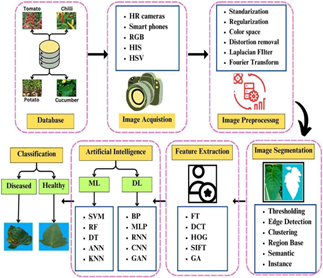 Tomato
Chilli
Potato
Cucumber
Database
HR cameras
Smart phones
RGB
HIS
HSV
Image Acquistion
Standarization
Regularization
Color space
Distortion removal
Laplacian FIlter
Fourier Transform
Image Preprocessng
Classification
Diseased
Healthy
Artificial Intelligence
ML
DL
SVM
RF
DT
ANN
KNN
BP
MLP
RNN
CNN
GAN
Feature Extraction
FT
DCT
HOG
SIFT
GA
Image Segmentation
Thresholding
Edge Detection
Clustering
Region Base
Semantic
Instance